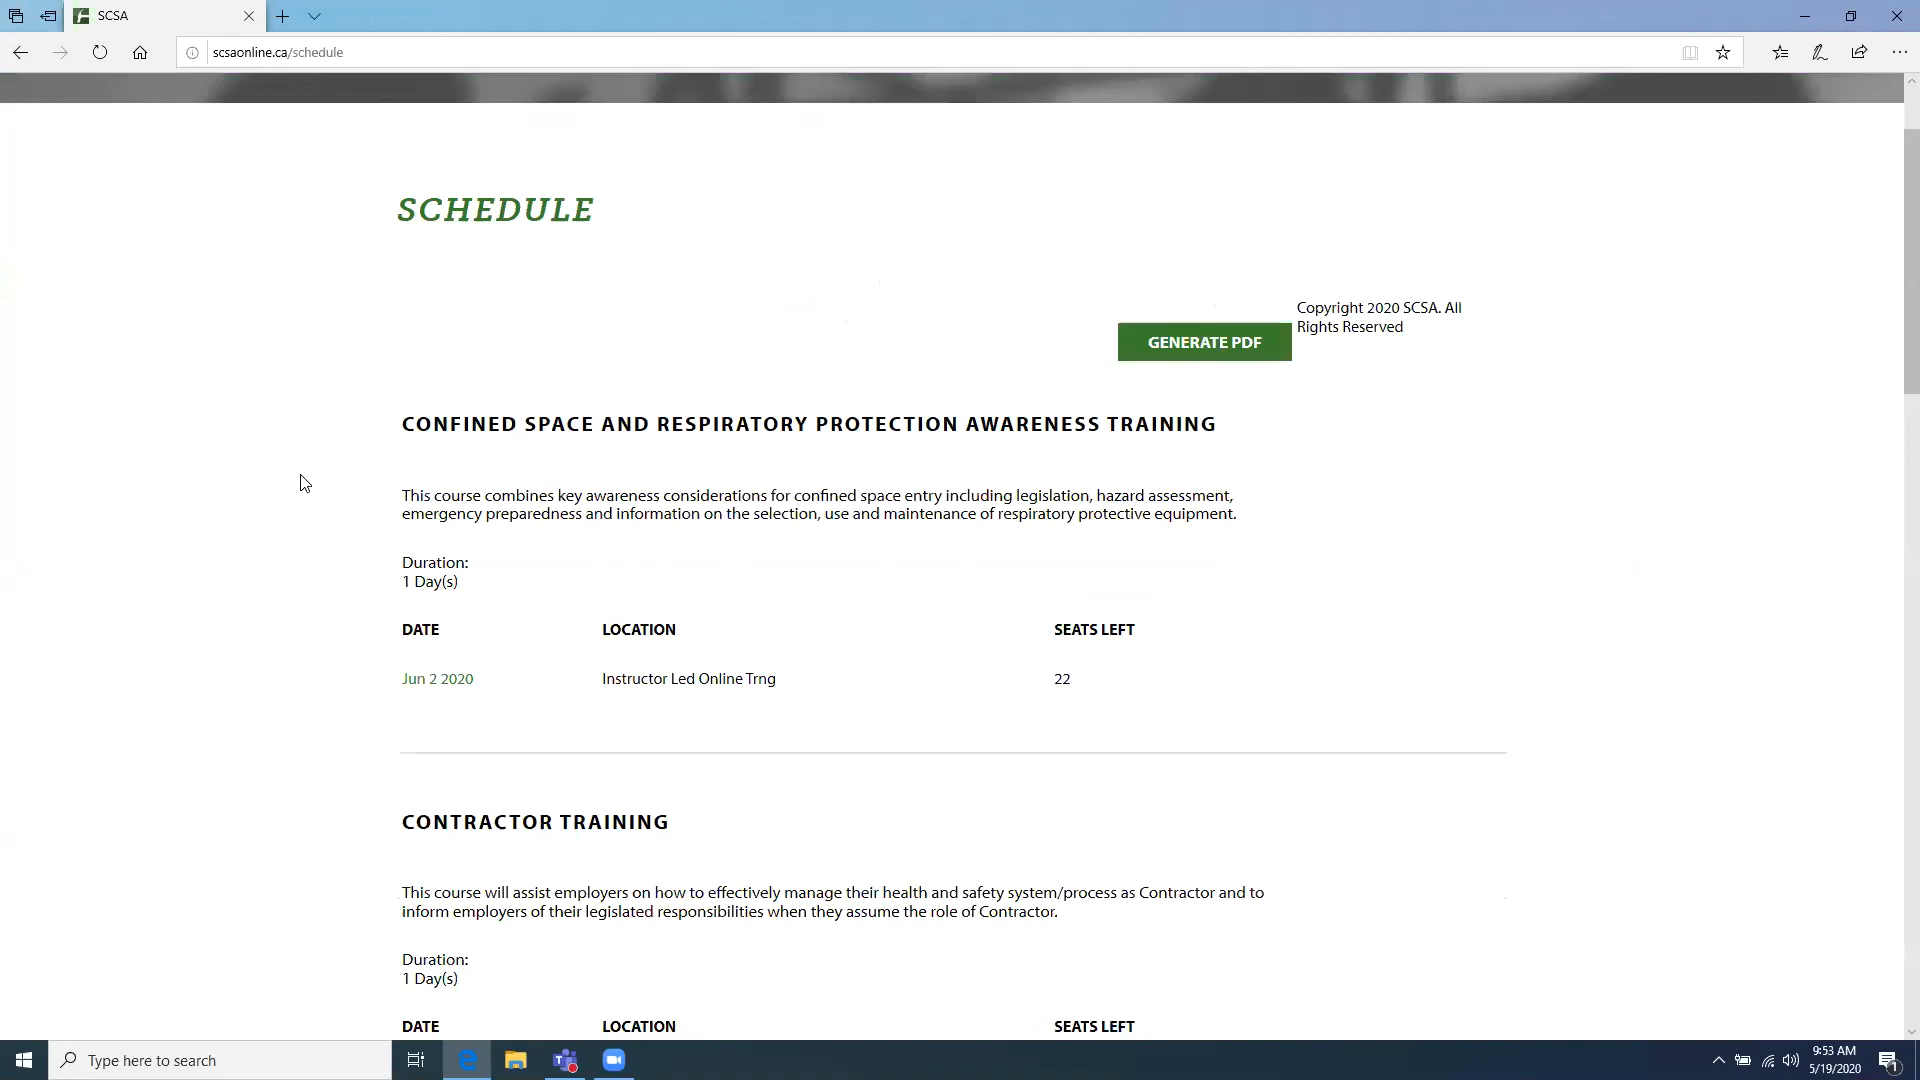 SCSA
scsaonline.ca/schedule
SCHEDULE
Copyright 2020 SCSA. All
Rights Reserved
GENERATE PDF
CONFINED SPACE AND RESPIRATORY PROTECTION AWARENESS TRAINING
This course combines key awareness considerations for confined space entry including legislation, hazard assessment,
emergency preparedness and information on the selection, use and maintenance of respiratory protective equipment.
Duration:
1 Day(s)
DATE LOCATION SEATS LEFT
Jun 2 2020 Instructor Led Online Trng 22
CONTRACTOR TRAINING
This course will assist employers on how to effectively manage their health and safety system/process as Contractor and to
inform employers of their legislated responsibilities when they assume the role of Contractor.
Duration:
1 Day(s)
DATE LOCATION SEATS LEFT
Type here to search
9:53 AM
5/19/2020
1